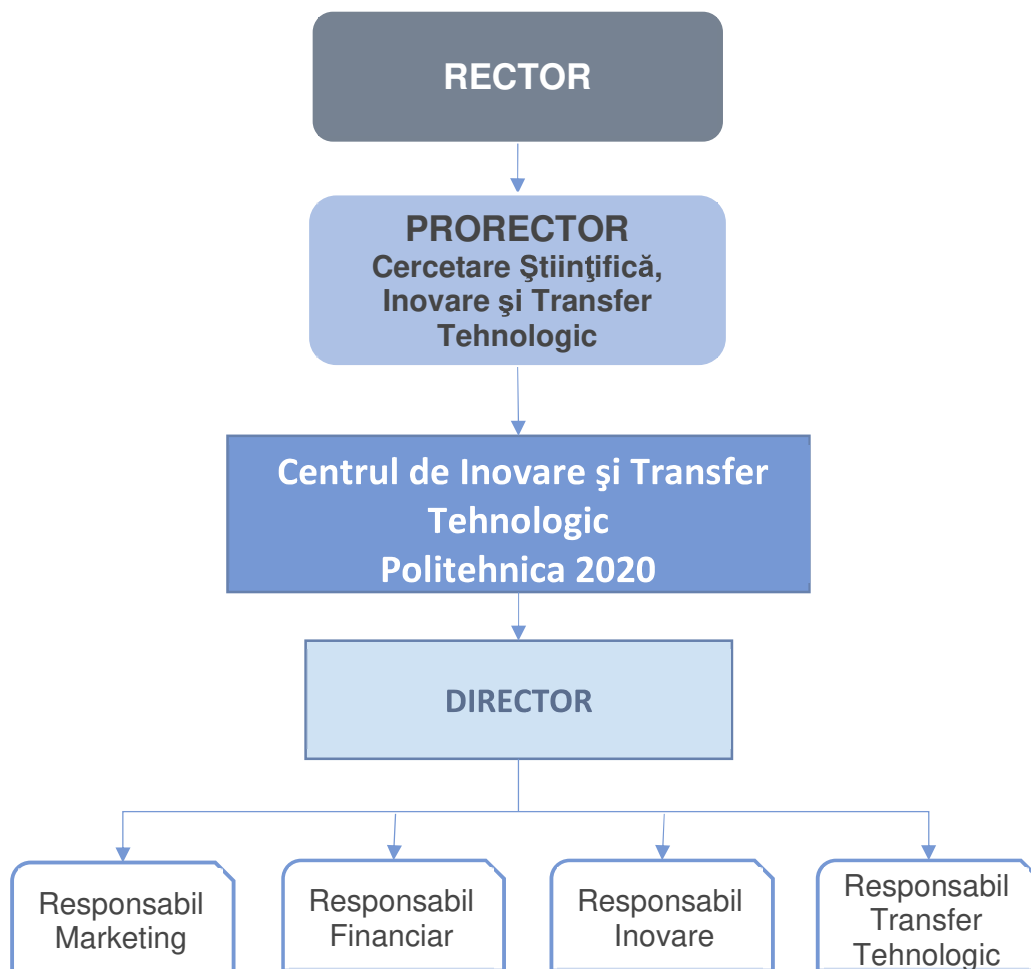 RECTOR
PRORECTOR
Cercetare Ştiinţifică,
Inovare şi Transfer
Tehnologic
Centrul de Inovare şi Transfer
Tehnologic
Politehnica 2020
DIRECTOR
Responsabil
Marketing
Responsabil
Financiar
Responsabil
Inovare
Responsabil
Transfer
Tehnologic